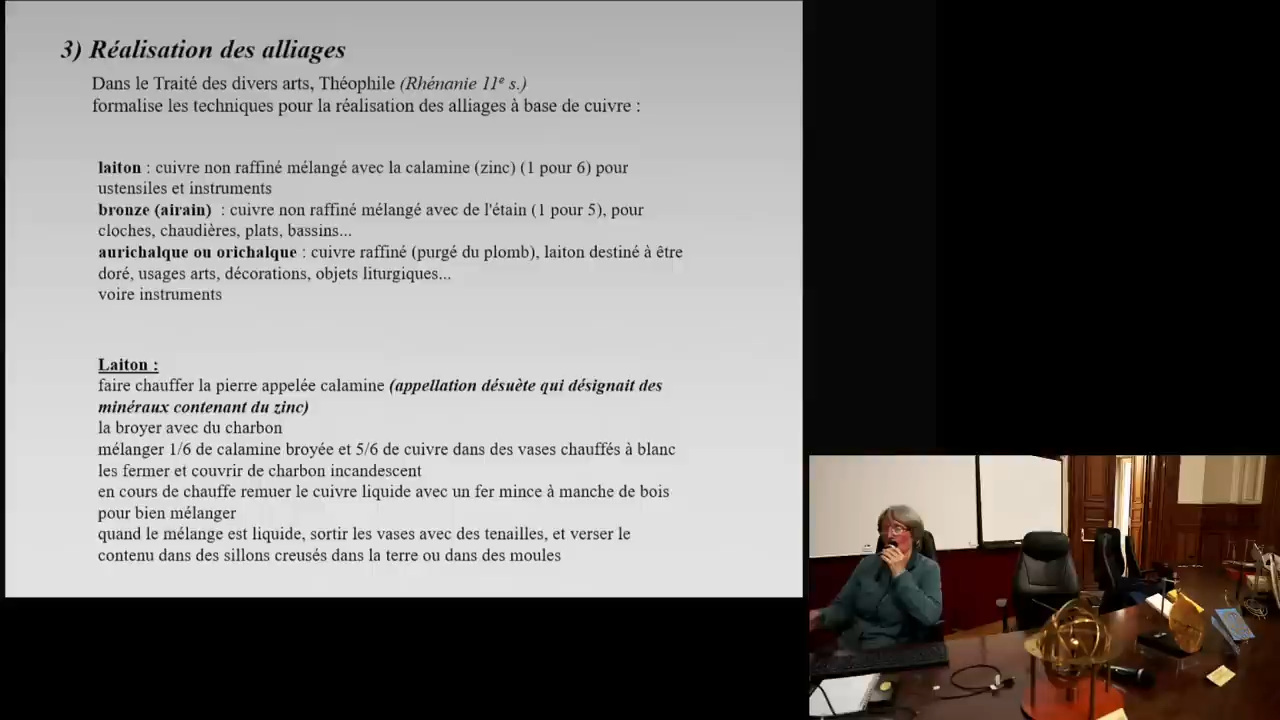 3) Réalisation des alliages
Dans le Traité des divers arts, Théophile (Rhénanie 11e s.)
formalise les techniques pour la réalisation des alliages à base de cuivre :
laiton : cuivre non raffiné mélangé avec la calamine (zinc) (1 pour 6) pour
ustensiles et instruments
bronze (airain) : cuivre non raffiné mélangé avec de l'étain (1 pour 5), pour
cloches, chaudières, plats, bassins...
aurichalque ou orichalque : cuivre raffiné (purgé du plomb), laiton destiné à être
doré, usages arts, décorations, objets liturgiques...
voire instruments
Laiton :
faire chauffer la pierre appelée calamine (appellation désuète qui désignait des
minéraux contenant du zinc)
la broyer avec du charbon
mélanger 1/6 de calamine broyée et 5/6 de cuivre dans des vases chauffés à blanc
les fermer et couvrir de charbon incandescent
en cours de chauffe remuer le cuivre liquide avec un fer mince à manche de bois
pour bien mélanger
quand le mélange est liquide, sortir les vases avec des tenailles, et verser le
contenu dans des sillons creusés dans la terre ou dans des moules